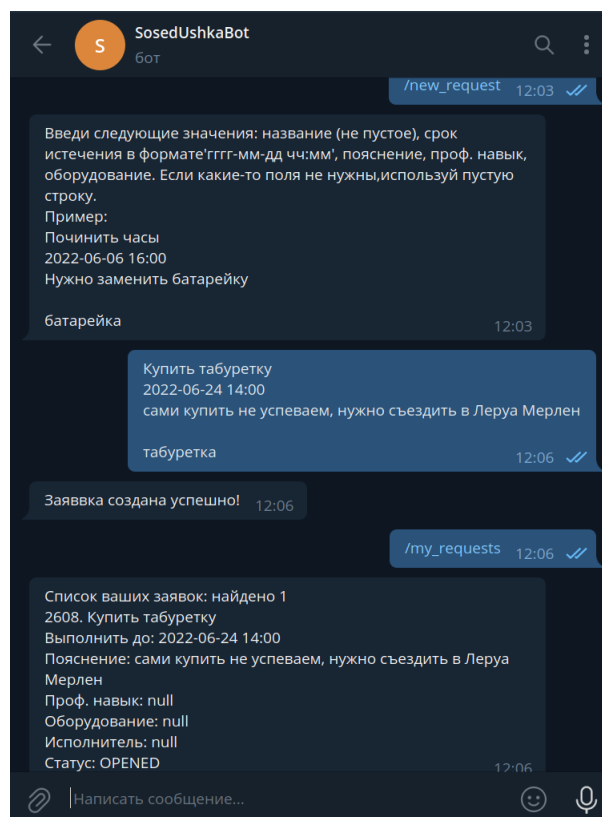 S
SosedUshkaBot
бот
/new_request 12:03
Введи следующие значения: название (не пустое), срок
истечения в формате'гггг-мм-дд чч:мм', пояснение, проф. навык,
оборудование. Если какие-то поля не нужны,используй пустую
строку.
Пример:
Починить часы
2022-06-06 16:00
Нужно заменить батарейку
батарейка
12:03
Купить табуретку
2022-06-24 14:00
сами купить не успеваем, нужно съездить в Леруа Мерлен
табуретка
12:06
Заяввка создана успешно! 12:06
/my_requests 12:06
Список ваших заявок: найдено 1
2608. Купить табуретку
Выполнить до: 2022-06-24 14:00
Пояснение: сами купить не успеваем, нужно съездить в Леруа
Мерлен
Проф. навык: null
Оборудование: null
Исполнитель: null
Статус: OPENED
12:06
Написать сообщение...